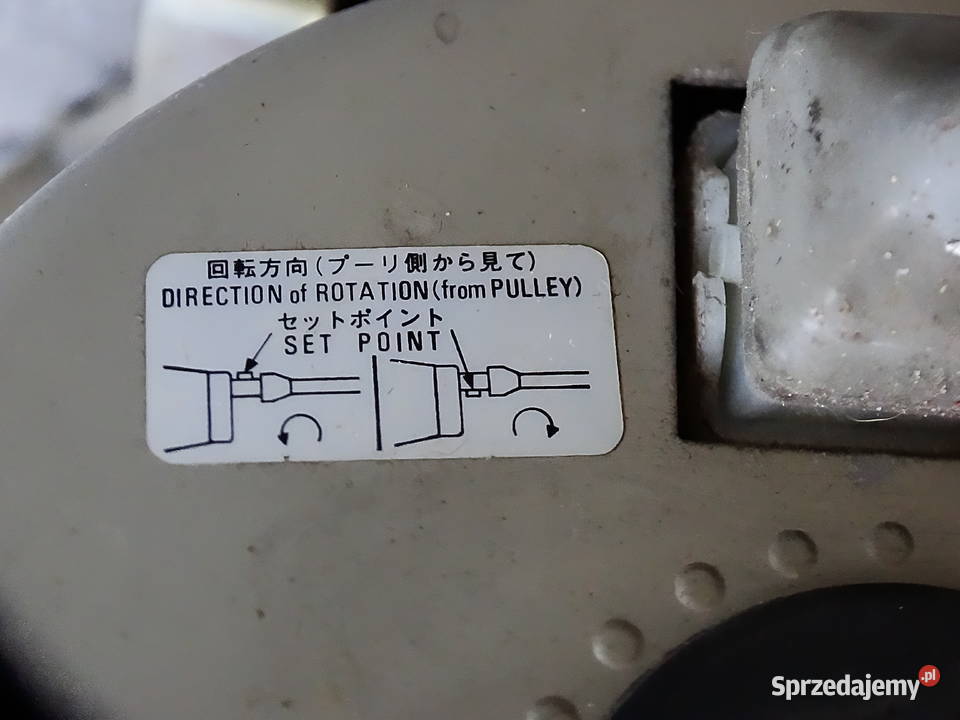 回転方向(プーリ側から見て)
DIRECTION of ROTATION(from PULLEY)
セットポイント
SET POINT
Sprzedajemy.pl